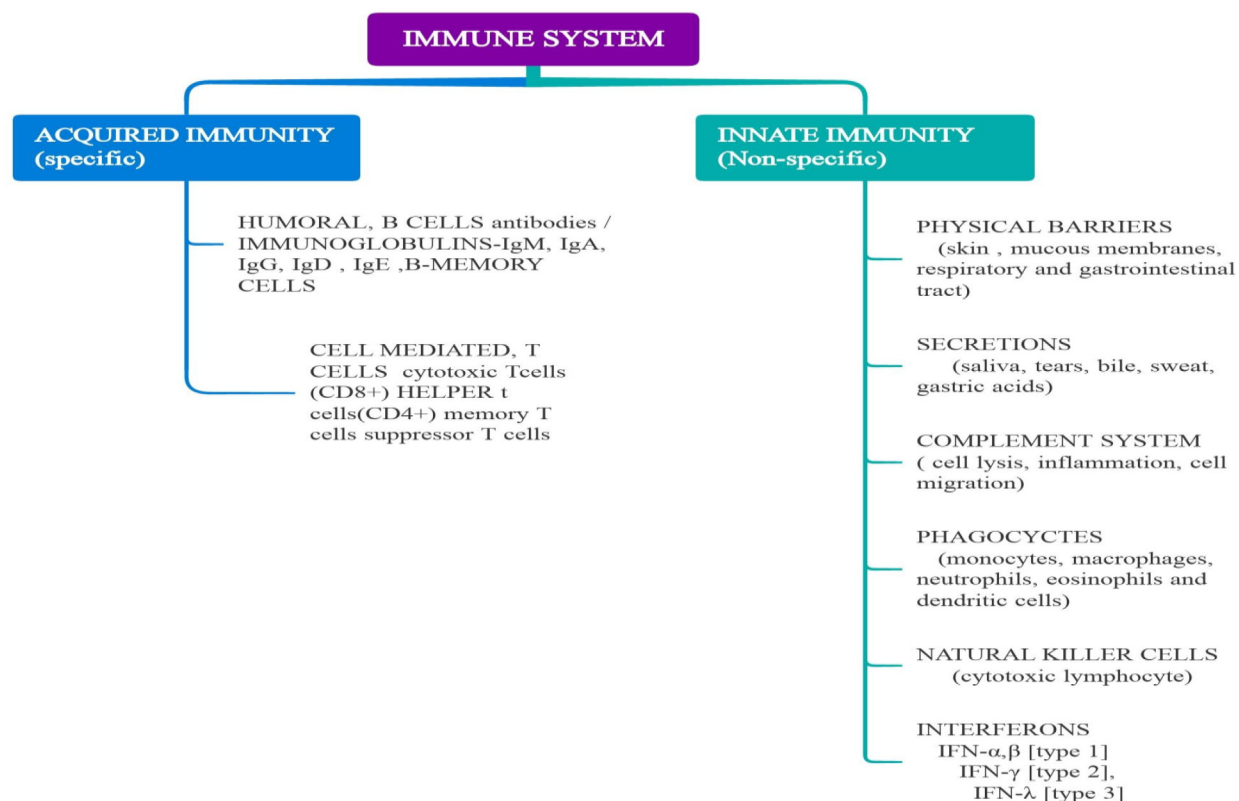 IMMUNE SYSTEM
ACQUIRED IMMUNITY
(specific)
HUMORAL, B CELLS antibodies /
IMMUNOGLOBULINS-IgM, IgA,
IgG, IgD , IgE ,B-MEMORY
CELLS
CELL MEDIATED, T
CELLS cytotoxic Tcells
(CD8+) HELPER t
cells(CD4+) memory T
cells suppressor T cells
INNATE IMMUNITY
(Non-specific)
PHYSICAL BARRIERS
(skin , mucous membranes,
respiratory and gastrointestinal
tract)
SECRETIONS
(saliva, tears, bile, sweat,
gastric acids)
COMPLEMENT SYSTEM
( cell lysis, inflammation, cell
migration)
PHAGOCYCTES
(monocytes, macrophages,
neutrophils, eosinophils and
dendritic cells)
NATURAL KILLER CELLS
(cytotoxic lymphocyte)
INTERFERONS
IFN-α,β [type 1]
IFN-γ [type 2],
IFN-λ [type 3]